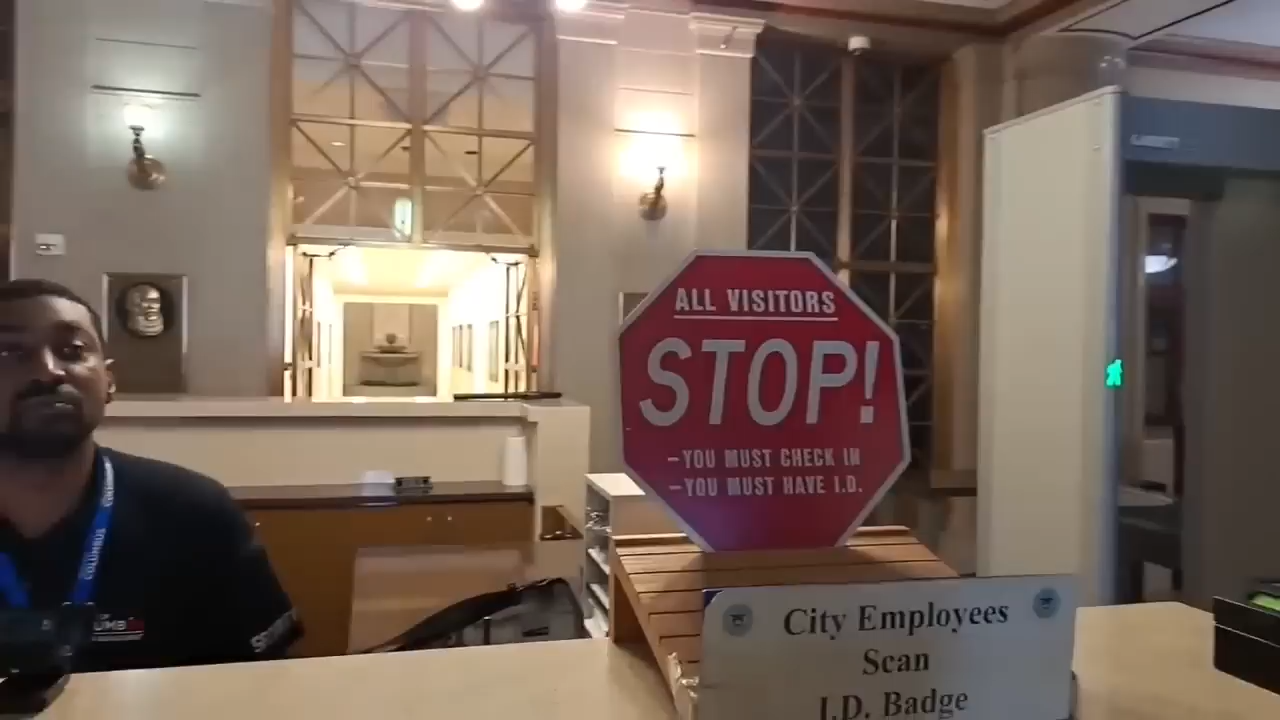 ALL VISITORS
STOP!
-YOU MUST CHECK IN
-YOU MUST HAVE I.D.
City Employees
Scan
I.D. Badge
COLUMBUS